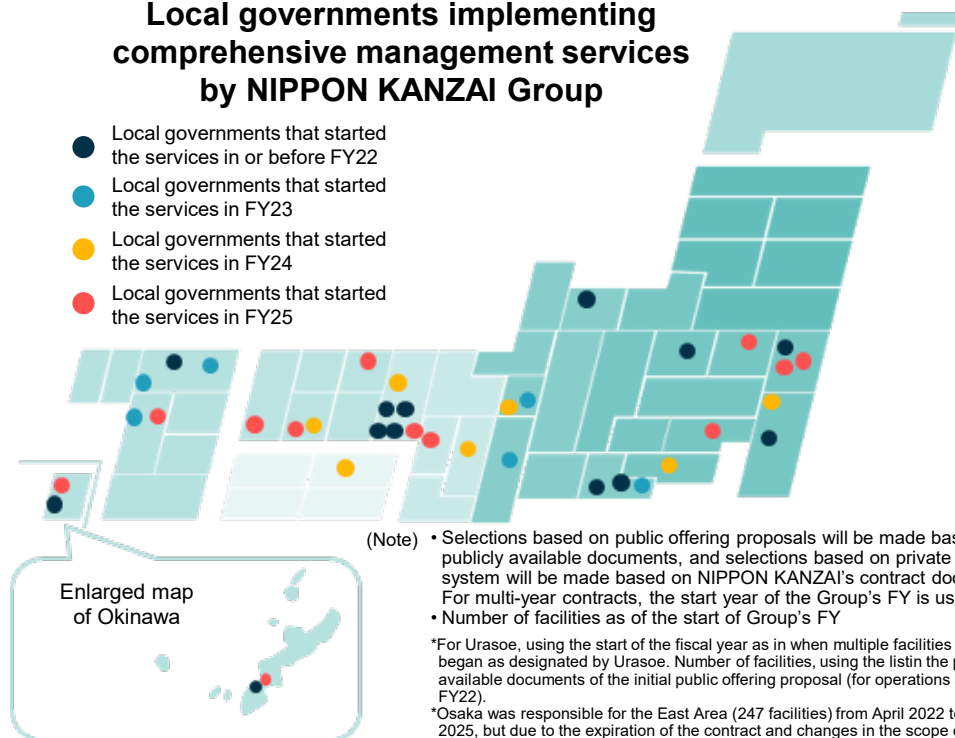 Local governments implementing
comprehensive management services
by NIPPON KANZAI Group
Local governments that started
the services in or before FY22
Local governments that started
the services in FY23
Local governments that started
the services in FY24
Local governments that started
the services in FY25
Enlarged map
of Okinawa
(Note) • Selections based on public offering proposals will be made
publicly available documents, and selections based on private
system will be made based on NIPPON KANZAI's contract
For multi-year contracts, the start year of the Group's FY is
• Number of facilities as of the start of Group's FY
*For Urasoe, using the start of the fiscal year as in when multiple facilities
began as designated by Urasoe. Number of facilities, using the listin the
available documents of the initial public offering proposal (for operations
FY22).
*Osaka was responsible for the East Area (247 facilities) from April 2022
2025, but due to the expiration of the contract and changes in the scope